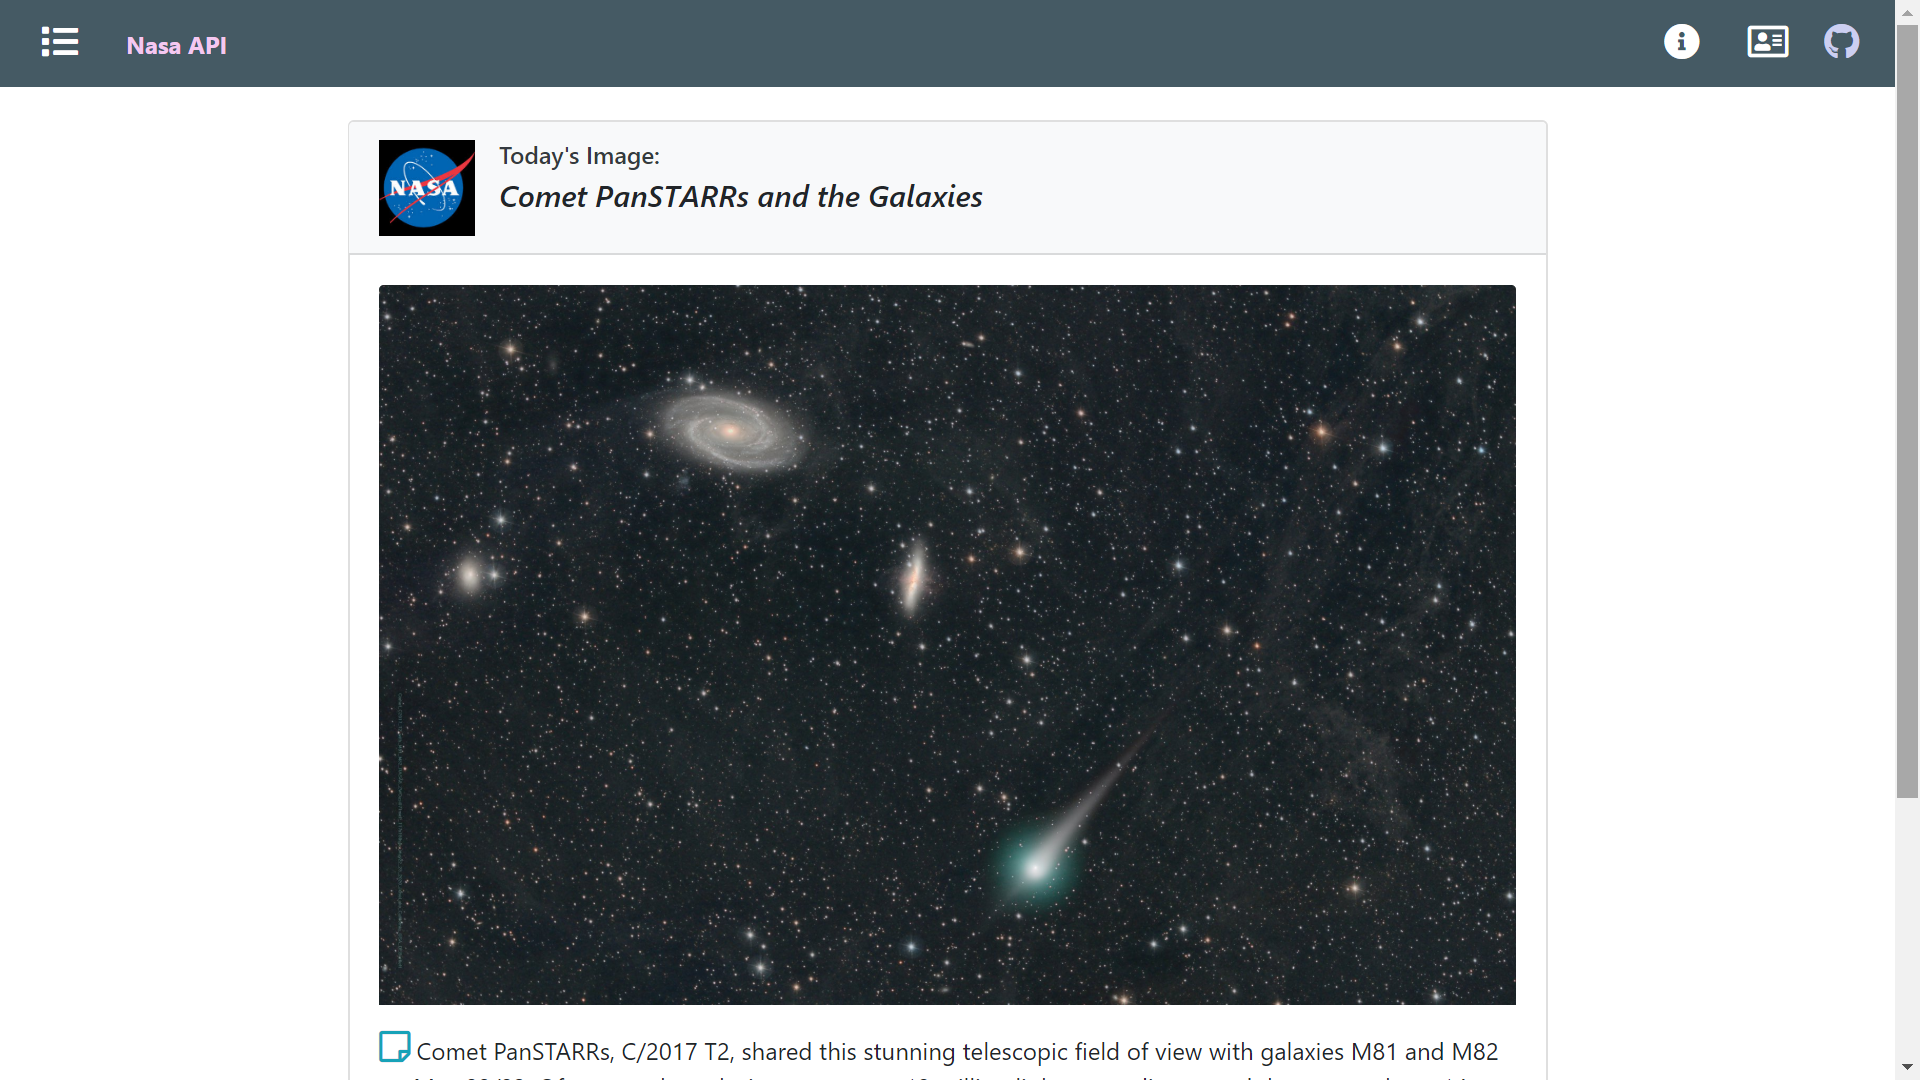 Nasa API
Today's Image:
NASA
Comet PanSTARRs and the Galaxies
Comet PanSTARRs, C/2017 T2, shared this stunning telescopic field of view with galaxies M81 and M82